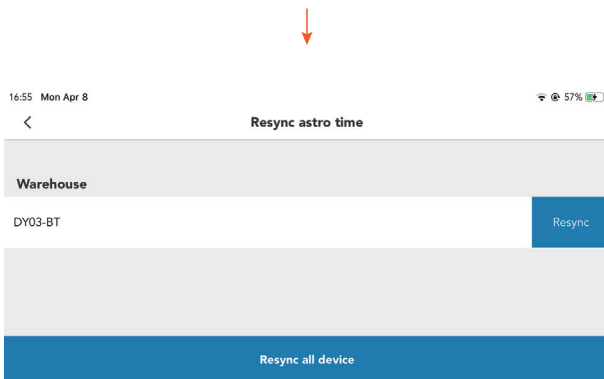 16:55 Mon Apr 8
57%
Resync astro time
Warehouse
DY03-BT
Resync
Resync all device